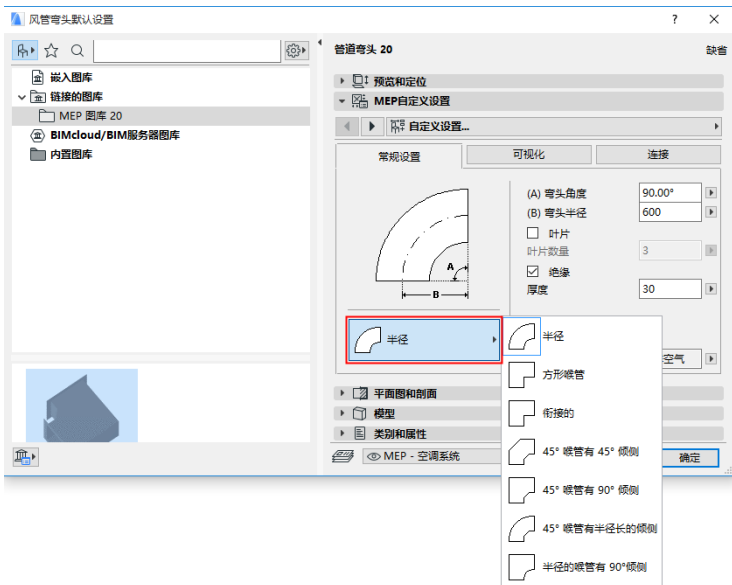 风管弯头默认设置
? ×
管道弯头 20
缺省
嵌入图库
链接的图库
MEP 图库 20
BIMcloud/BIM服务器图库
内置图库
预览和定位
MEP自定义设置
自定义设置...
常规设置
可视化
连接
(A) 弯头角度
90.00°
(B) 弯头半径
600
叶片
叶片数量
3
绝缘
厚度
30
A
B
半径
空气
半径
方形喉管
衔接的
45° 喉管有 45° 倾侧
45° 喉管有 90° 倾侧
45° 喉管有半径长的倾侧
半径的喉管有 90°倾侧
平面图和剖面
模型
类别和属性
MEP - 空调系统
确定